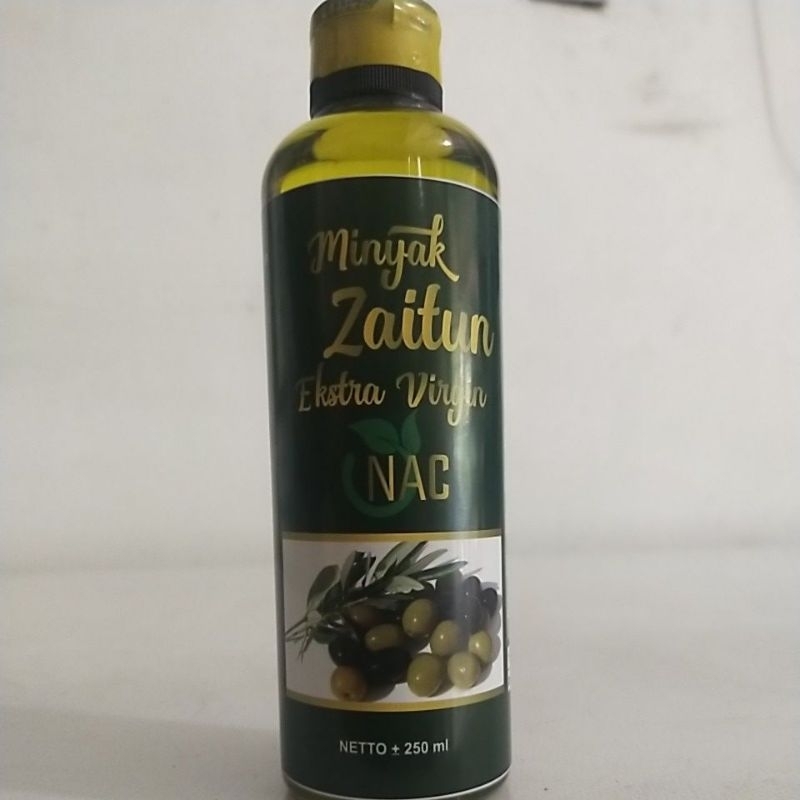 Minyak
Zaitun
Ekstra Virgin
NAC
NETTO ± 250 ml